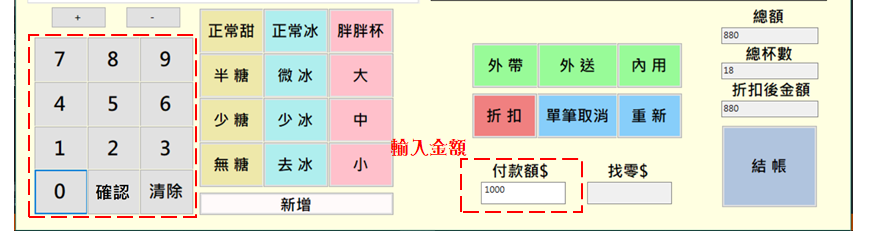 + -
7 8 9
4 5 6
1 2 3
0 確認 清除
正常甜 正常冰 胖胖杯
半糖 微冰 大
少糖 少冰 中
無糖 去冰 小
新增
輸入金額
外帶 外送 內用
折扣 單筆取消 重新
付款額$ 找零$
1000
總額
880
總杯數
18
折扣後金額
880
結帳